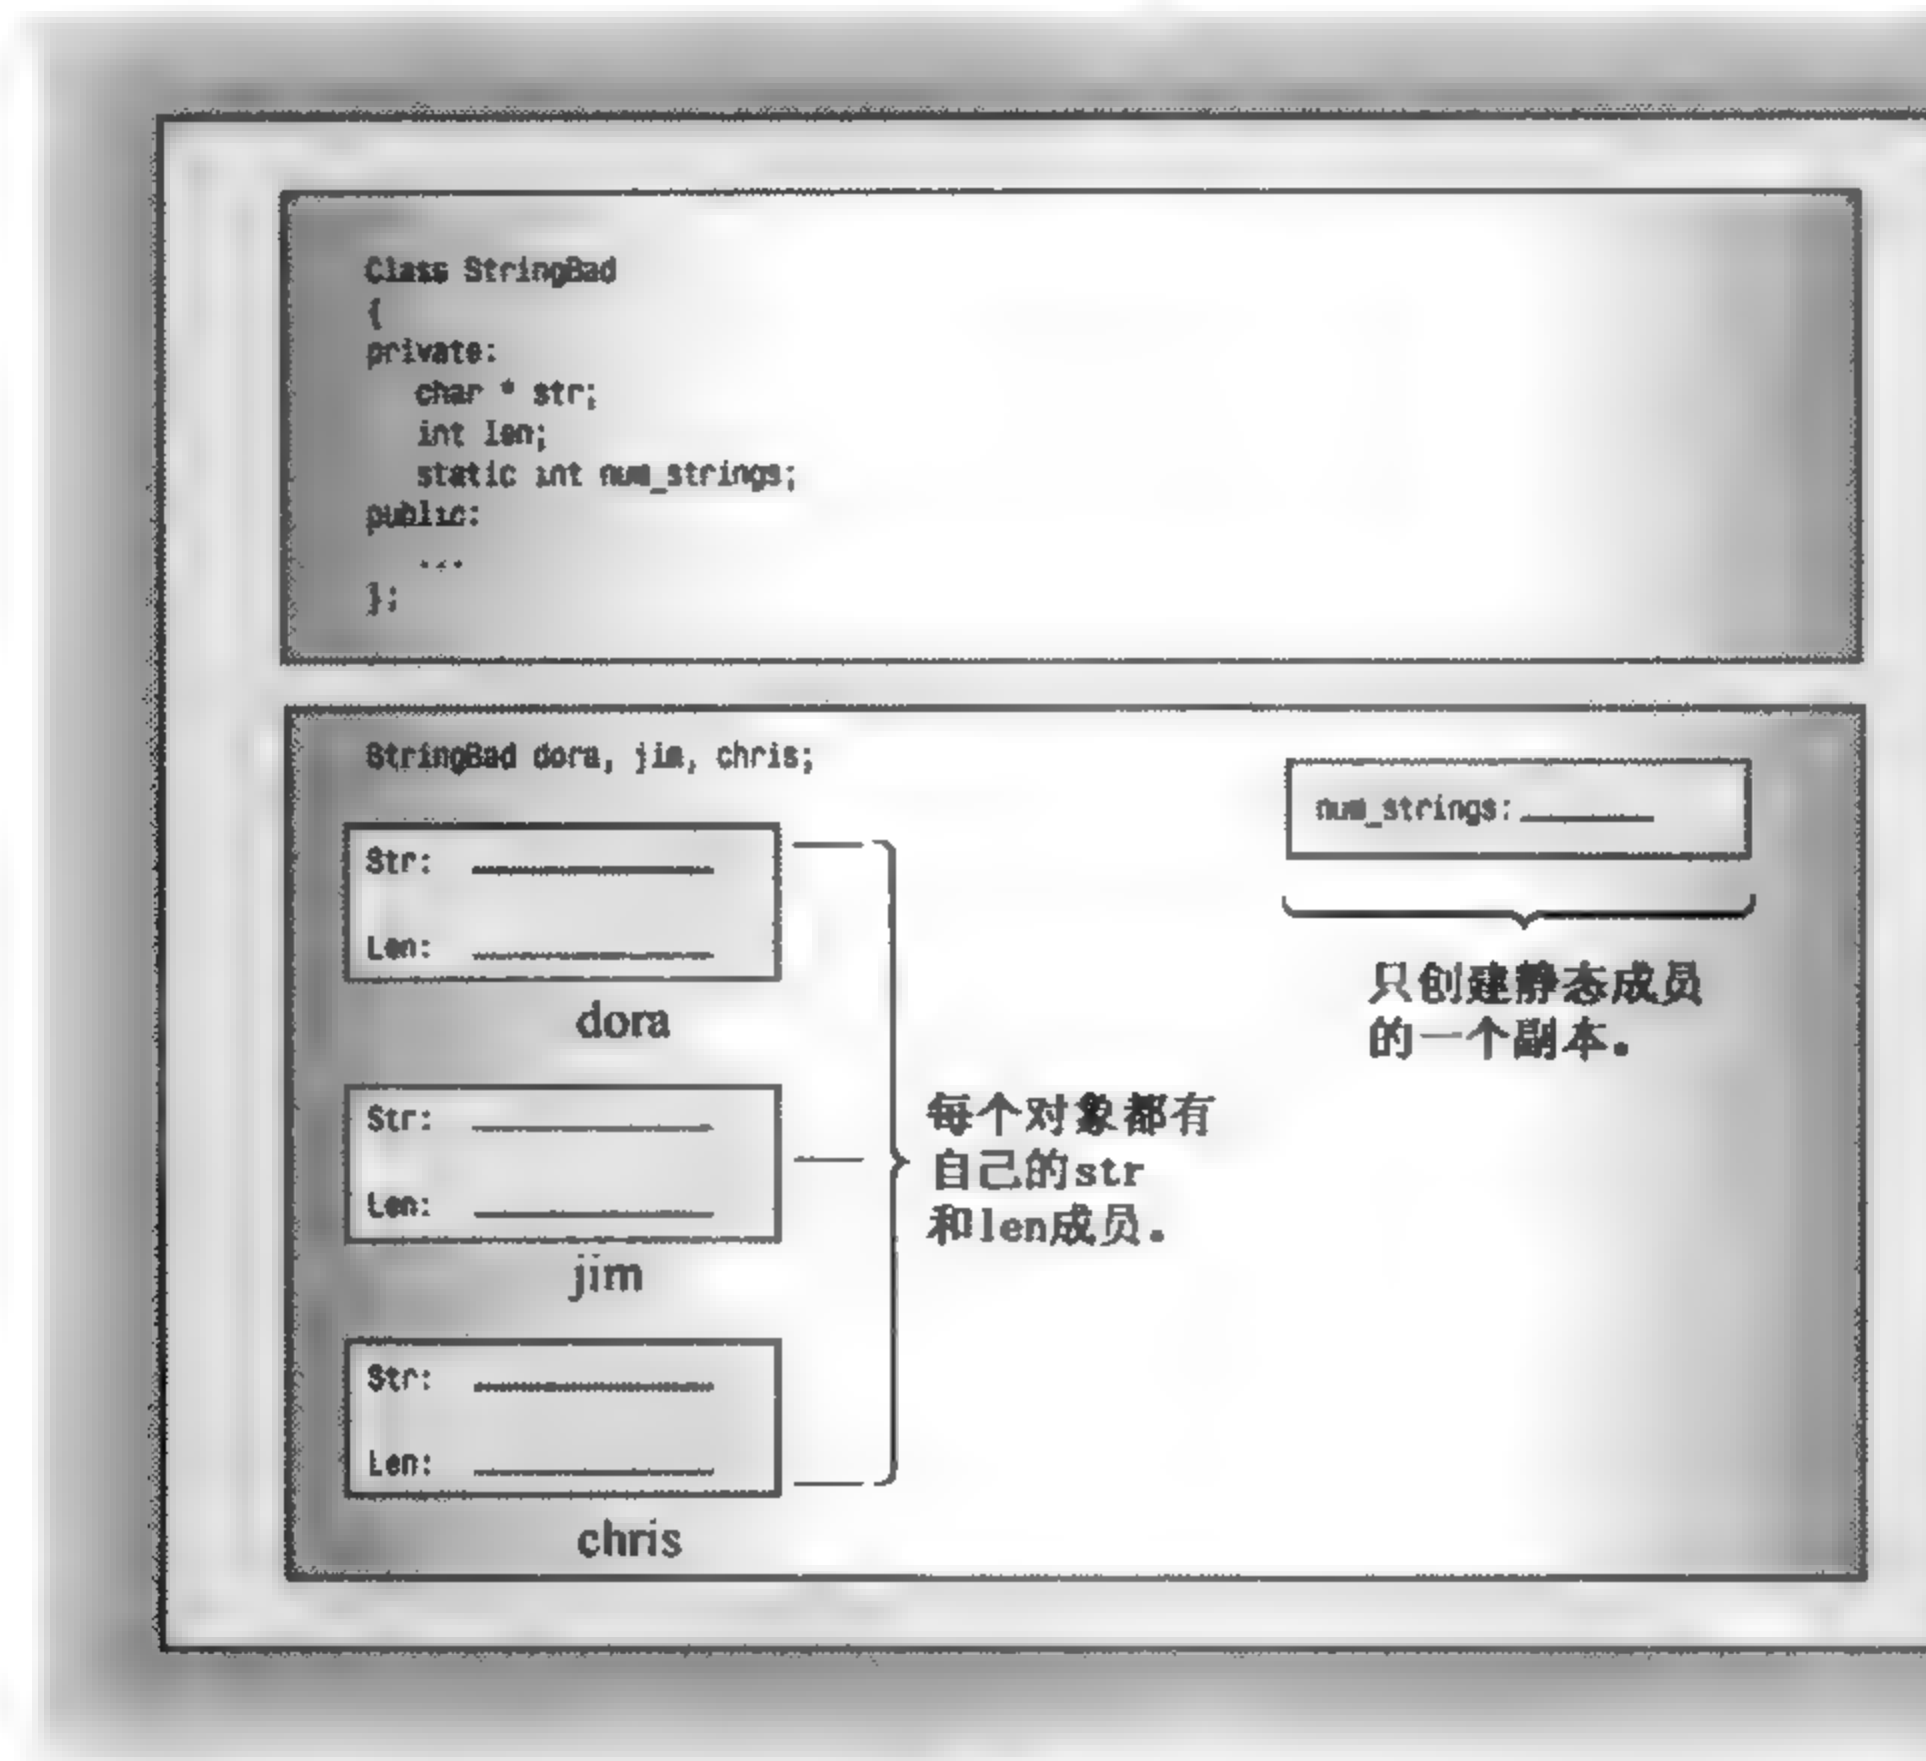 Class StringBad
{
private:
char * str;
int len;
static int num_strings;
public:
...
};
StringBad dora, jim, chris;
Str:
Len:
dora
Str:
Len:
jim
Str:
Len:
chris
每个对象都有
自己的str
和len成员。
num_strings:
只创建静态成员
的一个副本。